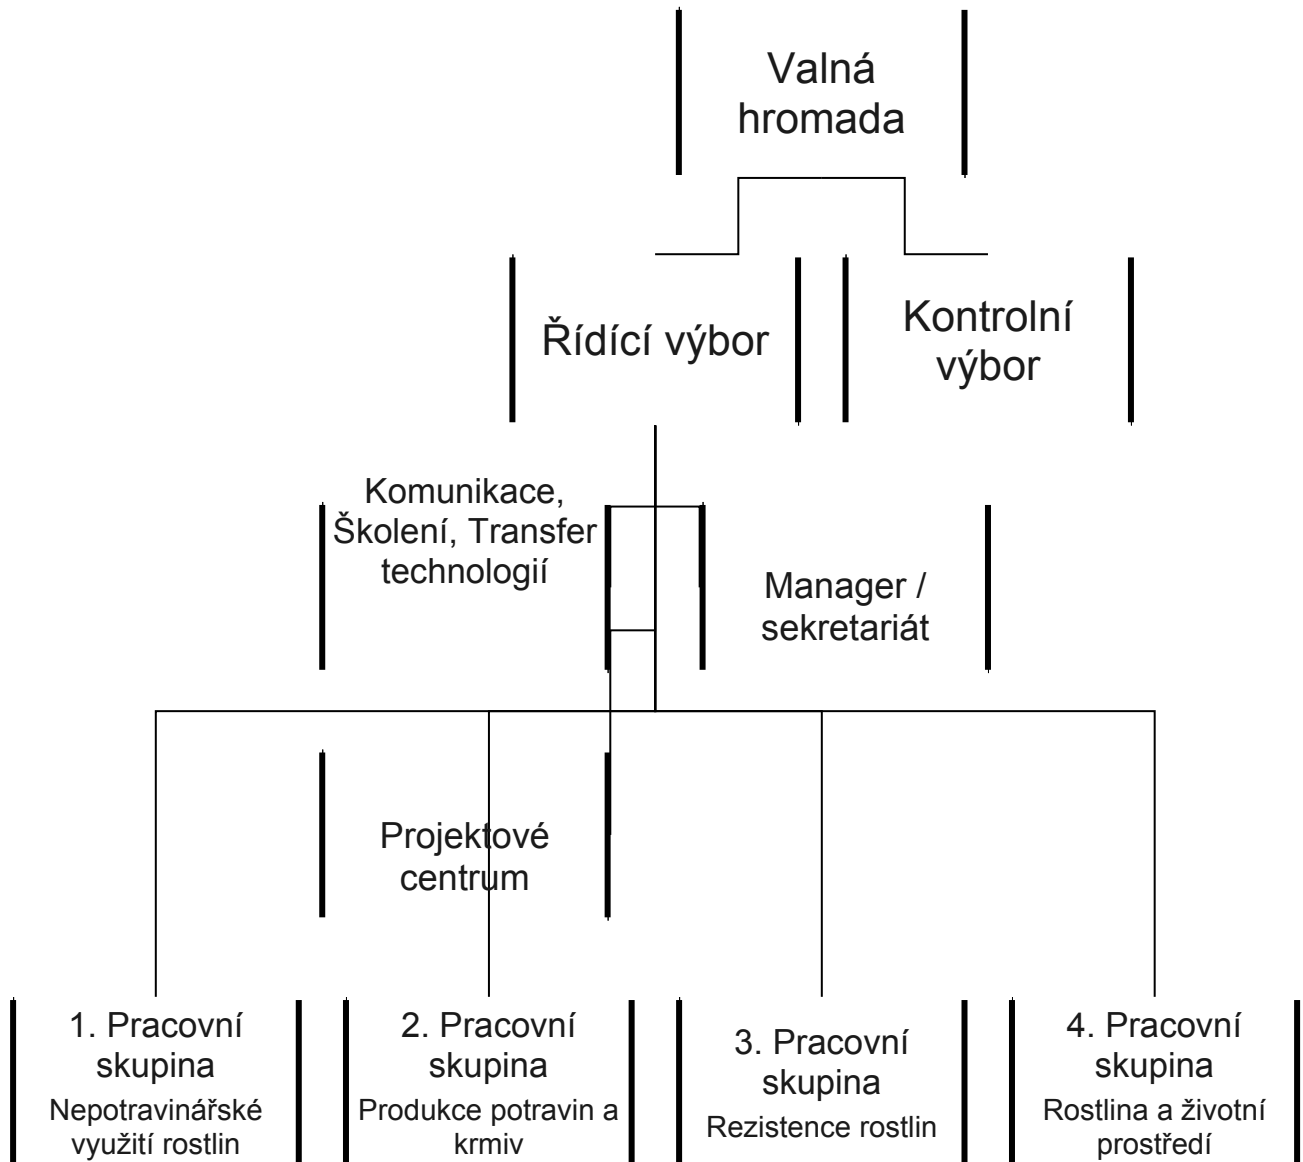 Valná
hromada
Řídící výbor
Kontrolní
výbor
Komunikace,
Školení, Transfer
technologií
Manager /
sekretariát
Projektové
centrum
1. Pracovní
skupina
Nepotravinářské
využití rostlin
2. Pracovní
skupina
Produkce potravin a
krmiv
3. Pracovní
skupina
Rezistence rostlin
4. Pracovní
skupina
Rostlina a životní
prostředí